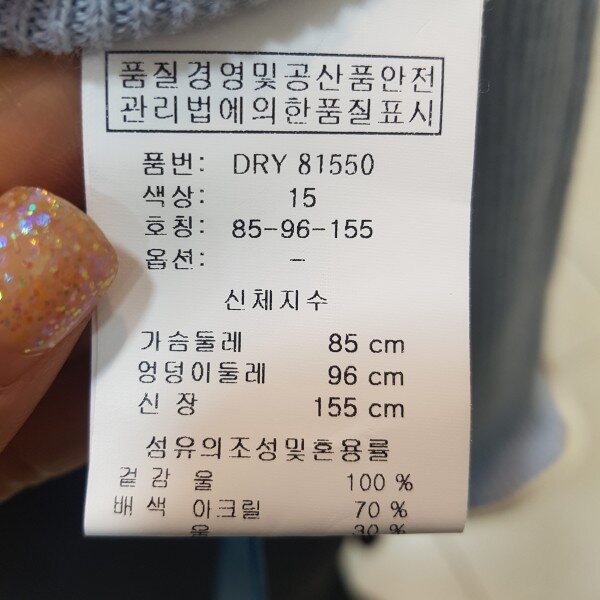 품질경영및공산품안전
관리법에의한품질표시
품번: DRY 81550
색상: 15
호칭: 85-96-155
옵션: -
신체지수
가슴둘레 85 cm
엉덩이둘레 96 cm
신 장 155 cm
섬유의조성및혼용률
겉감 울 100 %
배색 아크릴 70 %
울 30 %